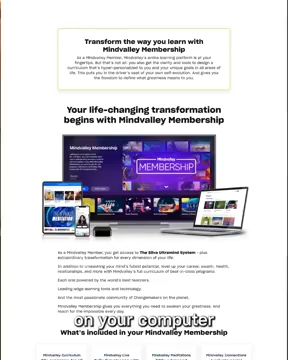 Transform the way you learn with
Mindvalley Membership
As a Mindvalley Member, Mindvalley's entire learning platform is at your
fingertips. But that's not all: you also get the clarity and tools to design a
curriculum that's hyper-personalized to you and your unique goals in all areas of
life. This puts you in the driver's seat of your own self evolution. And gives you
the freedom to redefine what greatness means to you.
Your life-changing transformation
begins with Mindvalley Membership
Mindvalley
MEMBERSHIP
MEDITATION
As a Mindvalley Member, you get access to The Silva Ultramind System - plus
extraordinary transformation for every dimension of your life.
In addition to unleashing your mind's fullest potential, level up your career, wealth, health,
relationships, and more with Mindvalley's full curriculum of best-in-class programs.
Each one powered by the world's best teachers.
Leading edge learning tools and technology.
And the most passionate community of Changemakers on the planet.
Mindvalley Membership gives you everything you need to awaken your greatness. And
reach for the impossible every day.
on your computer
What's included in your Mindvalley Membership
Mindvalley Curriculum
Mindvalley Live
Mindvalley Meditations
Mindvalley Connections